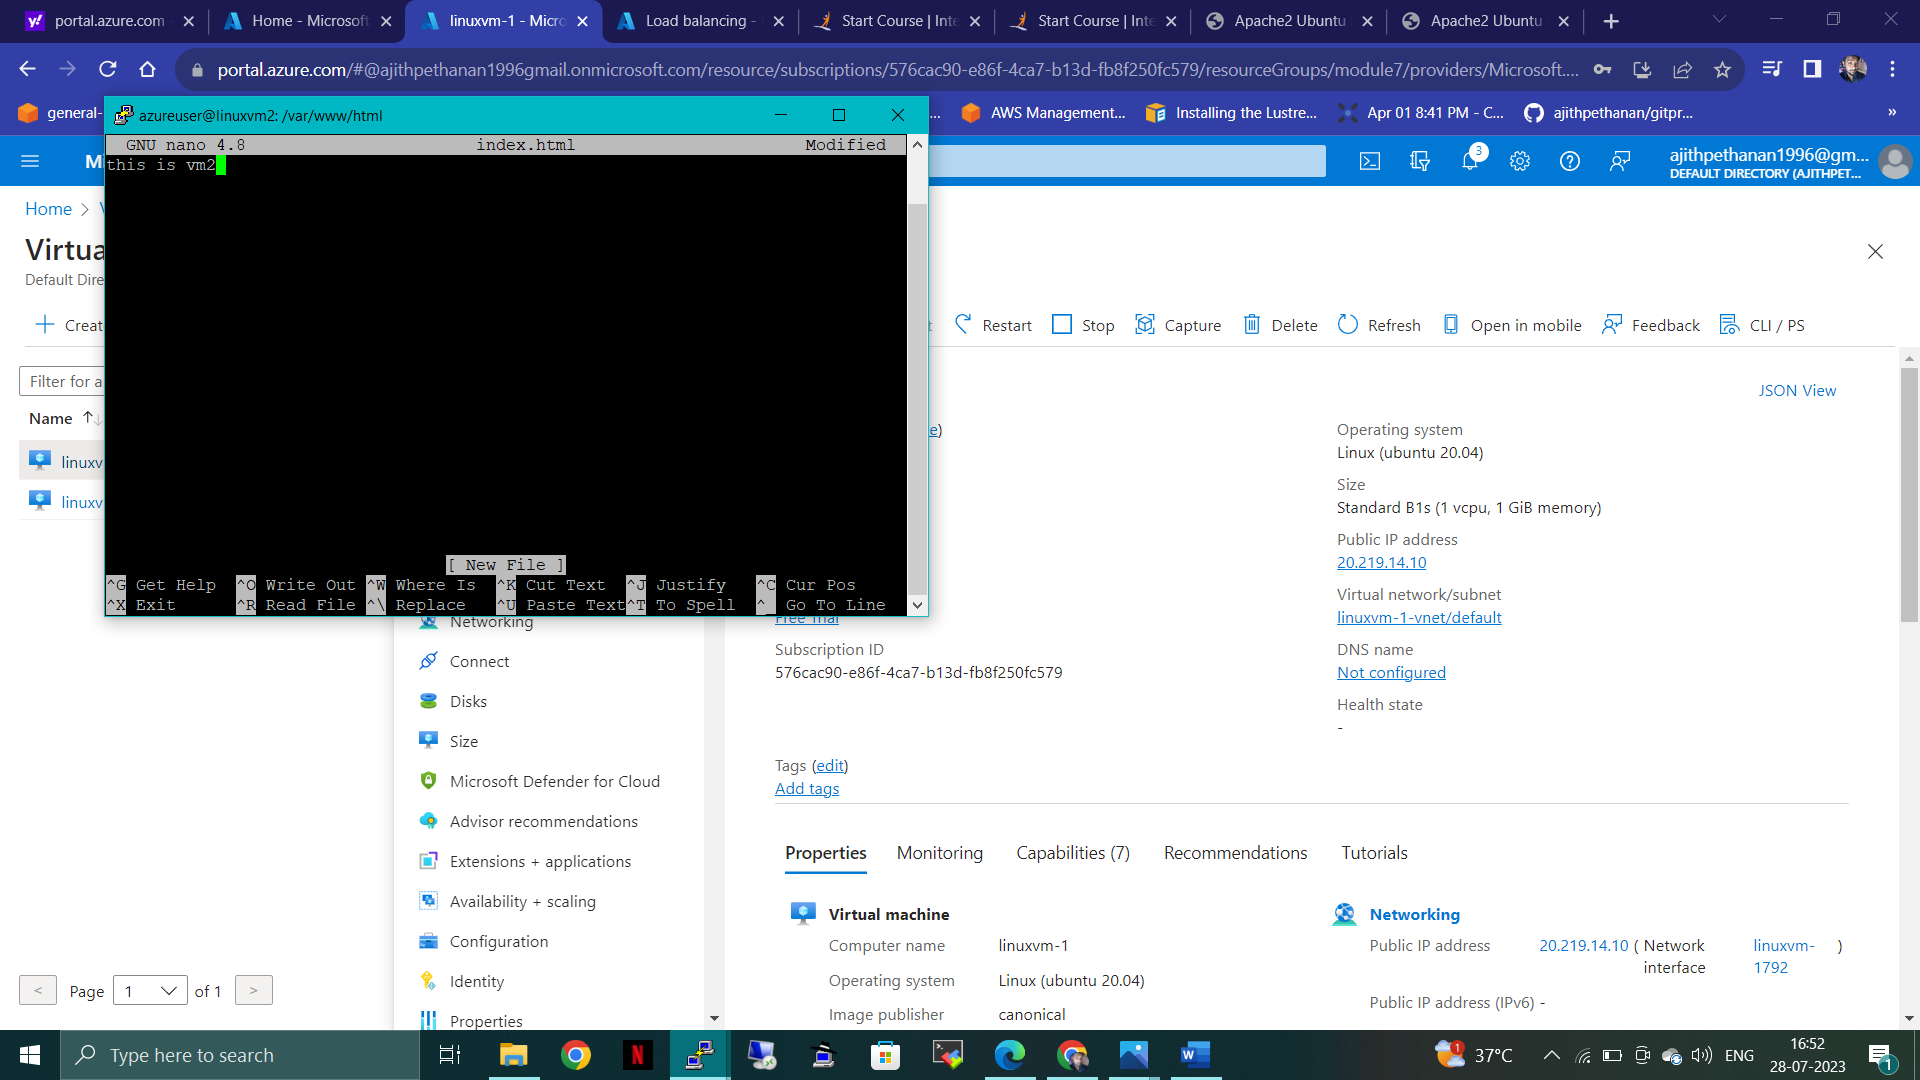 portal.azure.com
Home - Microsoft
linuxvm-1 - Micro
Load balancing -
Start Course | Inte
Start Course | Inte
Apache2 Ubuntu
Apache2 Ubuntu
portal.azure.com/#@ajithpethanan1996gmail.onmicrosoft.com/resource/subscriptions/576cac90-e86f-4ca7-b13d-fb8f250fc579/resourceGroups/module7/providers/Microsoft....
general-
...
AWS Management...
Installing the Lustre...
Apr 01 8:41 PM - C...
ajithpethanan/gitpr...
»
azureuser@linuxvm2: /var/www/html
GNU nano 4.8 index.html Modified
this is vm2
[ New File ]
^G Get Help ^O Write Out ^W Where Is ^K Cut Text ^J Justify ^C Cur Pos
^X Exit ^R Read File ^\ Replace ^U Paste Text^T To Spell ^_ Go To Line
M
3
ajithpethanan1996@gm...
DEFAULT DIRECTORY (AJITHPET...
Home > V
Virtua
Default Dire
+ Creat
Filter for a
Name ↑↓
linuxv
linuxv
< Page 1 of 1 >
t
Restart
Stop
Capture
Delete
Refresh
Open in mobile
Feedback
CLI / PS
JSON View
Networking
Connect
Disks
Size
Microsoft Defender for Cloud
Advisor recommendations
Extensions + applications
Availability + scaling
Configuration
Identity
Properties
e)
Free Trial
Subscription ID
576cac90-e86f-4ca7-b13d-fb8f250fc579
Operating system
Linux (ubuntu 20.04)
Size
Standard B1s (1 vcpu, 1 GiB memory)
Public IP address
20.219.14.10
Virtual network/subnet
linuxvm-1-vnet/default
DNS name
Not configured
Health state
-
Tags (edit)
Add tags
Properties Monitoring Capabilities (7) Recommendations Tutorials
Virtual machine
Computer name linuxvm-1
Operating system Linux (ubuntu 20.04)
Image publisher canonical
Networking
Public IP address 20.219.14.10 ( Network interface linuxvm-1792 )
Public IP address (IPv6) -
Type here to search
1
37°C
ENG
16:52
28-07-2023
1